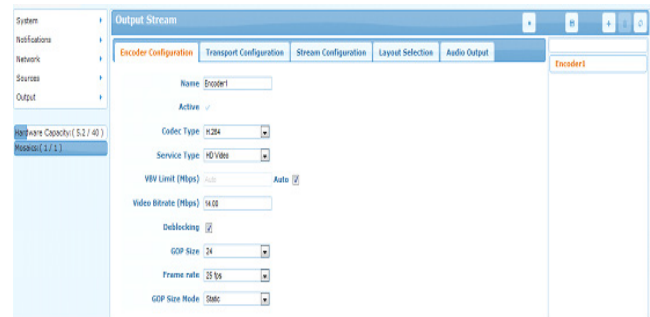 System
Notifications
Network
Sources
Output
Hardware Capacity:( 5.2 / 40 )
Mosaics:( 1 / 1 )
Output Stream
Encoder Configuration
Transport Configuration
Stream Configuration
Layout Selection
Audio Output
Name Encoder1
Active
Codec Type H.264
Service Type HD Video
VBV Limit (Mbps) Auto Auto
Video Bitrate (Mbps) 14.00
Deblocking
GOP Size 24
Frame rate 25 fps
GOP Size Mode Static
Encoder1